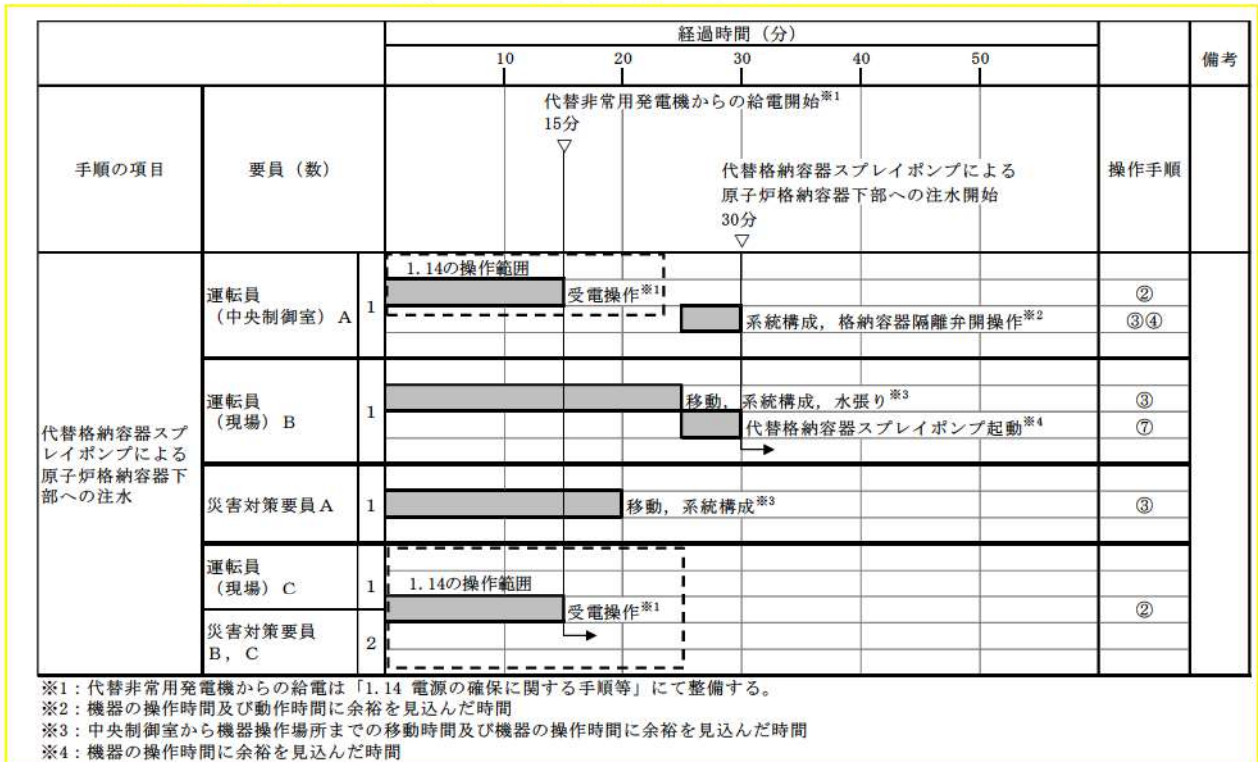 経過時間（分）
10 20 30 40 50
備考
手順の項目
要員（数）
操作手順
代替非常用発電機からの給電開始※1
15分
▽
代替格納容器スプレイポンプによる
原子炉格納容器下部への注水開始
30分
▽
代替格納容器スプ
レイポンプによる
原子炉格納容器下
部への注水
運転員
（中央制御室）A
1
1.14の操作範囲
受電操作※1
②
系統構成，格納容器隔離弁開操作※2
③④
運転員
（現場）B
1
移動，系統構成，水張り※3
③
代替格納容器スプレイポンプ起動※4
⑦
災害対策要員A
1
移動，系統構成※3
③
運転員
（現場）C
1
1.14の操作範囲
受電操作※1
②
災害対策要員
B，C
2
※1：代替非常用発電機からの給電は「1.14 電源の確保に関する手順等」にて整備する。
※2：機器の操作時間及び動作時間に余裕を見込んだ時間
※3：中央制御室から機器操作場所までの移動時間及び機器の操作時間に余裕を見込んだ時間
※4：機器の操作時間に余裕を見込んだ時間